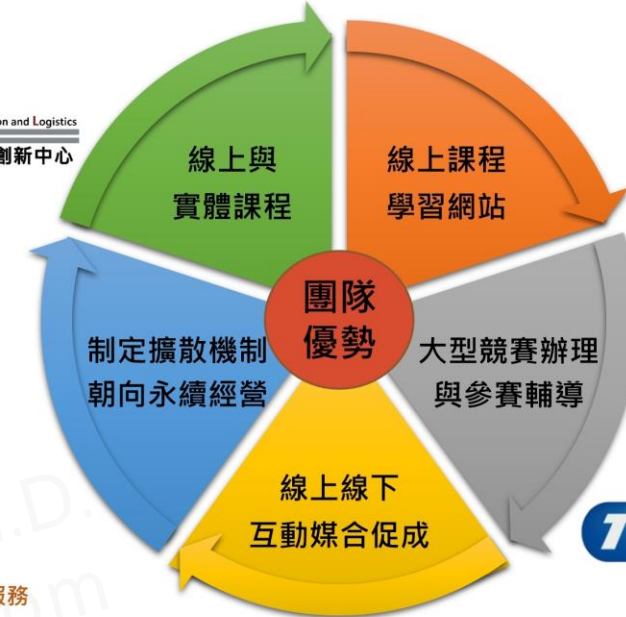 on and Logistics
創新中心
線上與
實體課程
線上課程
學習網站
團隊
優勢
制定擴散機制
朝向永續經營
大型競賽辦理
與參賽輔導
線上線下
互動媒合促成
T
.D.
om
服務